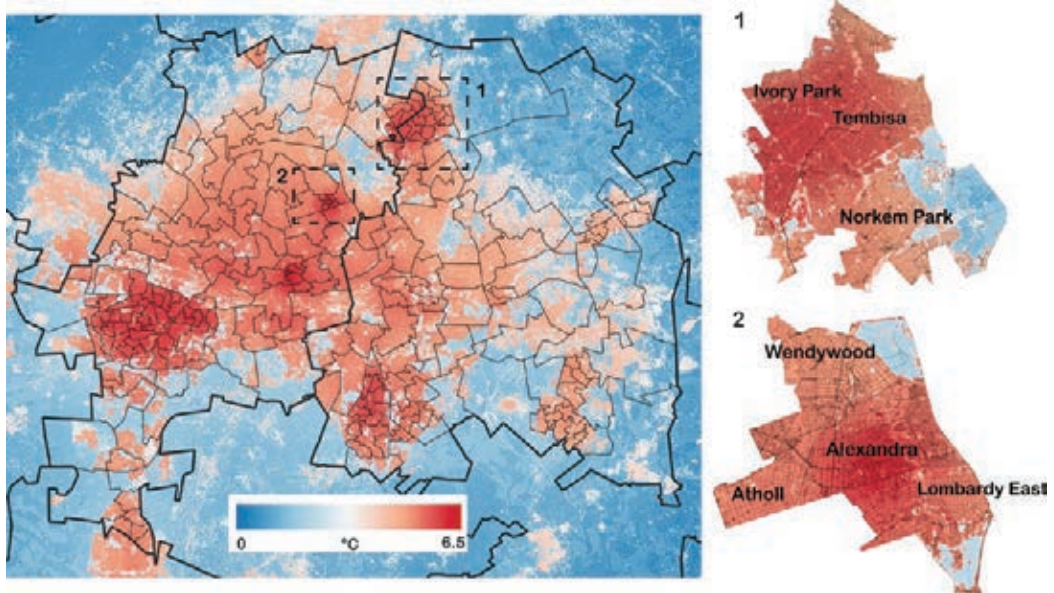 1
2
0
°C
6.5
1
Ivory Park
Tembisa
Norkem Park
2
Wendywood
Alexandra
Atholl
Lombardy East